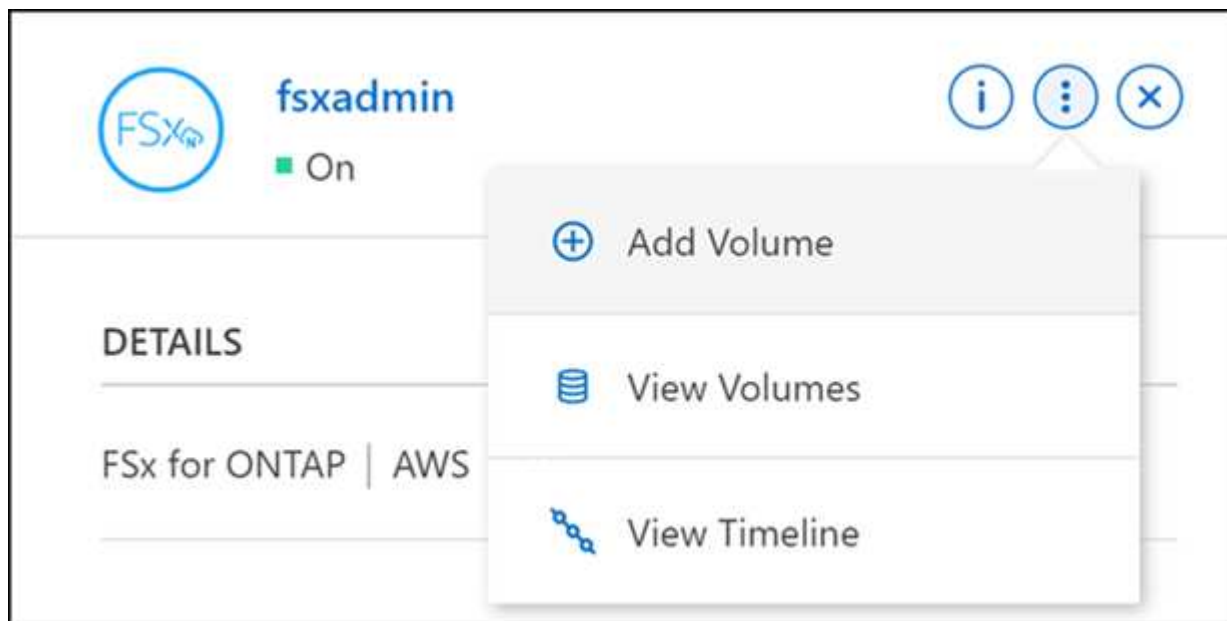 FSx
fsxadmin
On
Add Volume
DETAILS
View Volumes
FSx for ONTAP | AWS
View Timeline